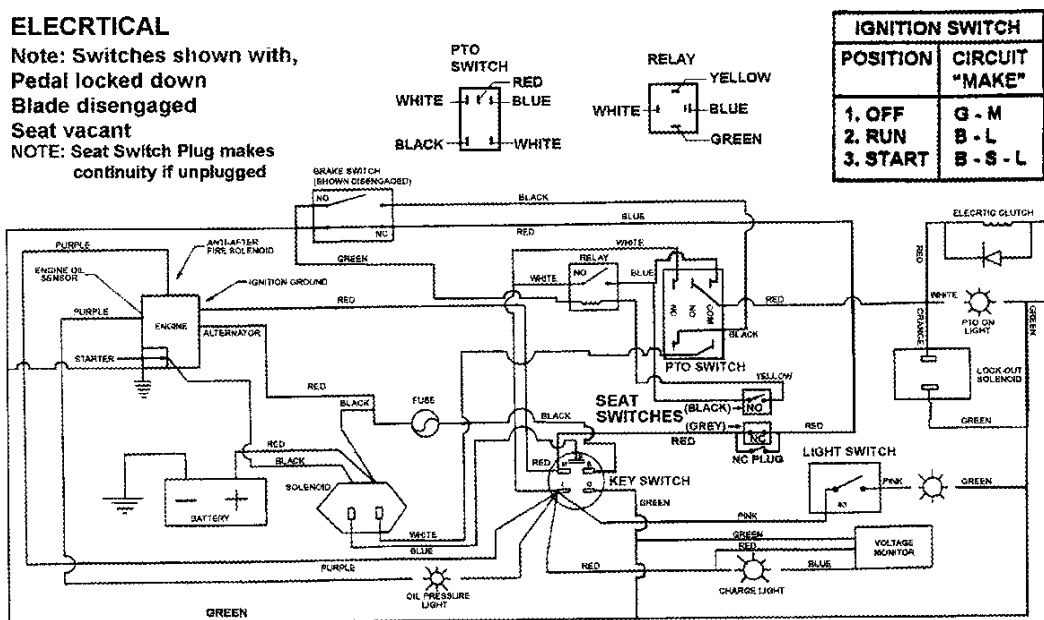 ELECRTICAL
Note: Switches shown with,
Pedal locked down
Blade disengaged
Seat vacant
NOTE: Seat Switch Plug makes
continuity if unplugged
PTO
SWITCH
RED
WHITE
BLUE
BLACK
WHITE
RELAY
YELLOW
WHITE
BLUE
GREEN
IGNITION SWITCH
POSITION CIRCUIT
"MAKE"
1. OFF G - M
2. RUN B - L
3. START B - S - L
BRAKE SWITCH
(SHOWN DISENGAGED)
NO
NC
BLACK
BLUE
RED
ELECRTIC CLUTCH
PURPLE
ANTI-AFTER
FIRE SOLENOID
GREEN
WHITE
RELAY
NO
WHITE
BLUE
RED
ENGINE OIL
SENSOR
IGNITION GROUND
RED
NC
NO
COM
RED
WHITE
PTO ON
LIGHT
ORANGE
GREEN
PURPLE
ENGINE
ALTERNATOR
BLACK
STARTER
PTO SWITCH
LOCK-OUT
SOLENOID
YELLOW
RED
BLACK
FUSE
BLACK
SEAT
SWITCHES
(BLACK)
NO
(GREY)
NC
RED
RED
NC PLUG
GREEN
RED
BLACK
RED
KEY SWITCH
LIGHT SWITCH
PINK
GREEN
BATTERY
SOLENOID
GREEN
PINK
WHITE
BLUE
GREEN
RED
VOLTAGE
MONITOR
PURPLE
RED
BLUE
OIL PRESSURE
LIGHT
CHARGE LIGHT
GREEN